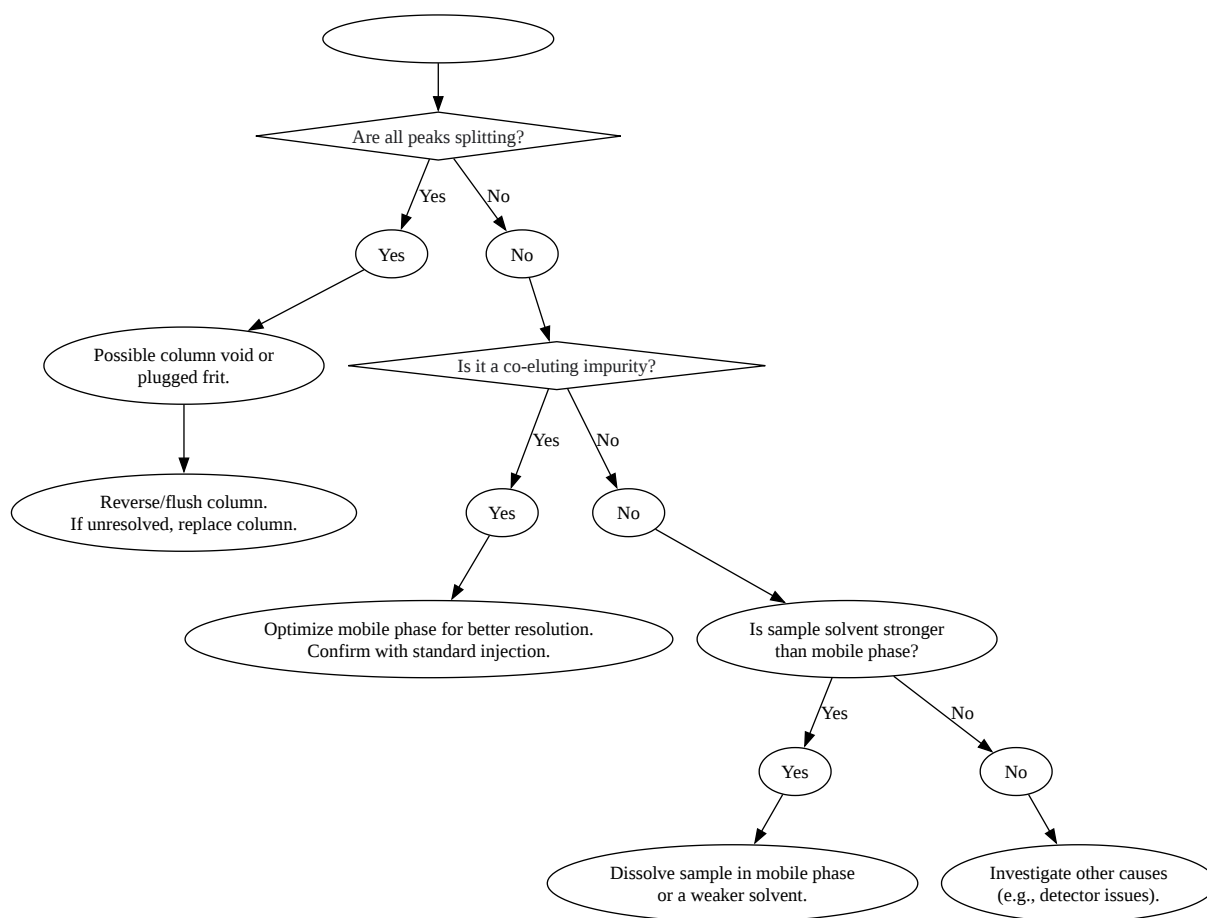 Are all peaks splitting?
Yes
No
Yes
No
Possible column void or
plugged frit.
Is it a co-eluting impurity?
Yes
No
Reverse/flush column.
If unresolved, replace column.
Yes
No
Optimize mobile phase for better resolution.
Confirm with standard injection.
Is sample solvent stronger
than mobile phase?
Yes
No
Yes
No
Dissolve sample in mobile phase
or a weaker solvent.
Investigate other causes
(e.g., detector issues).